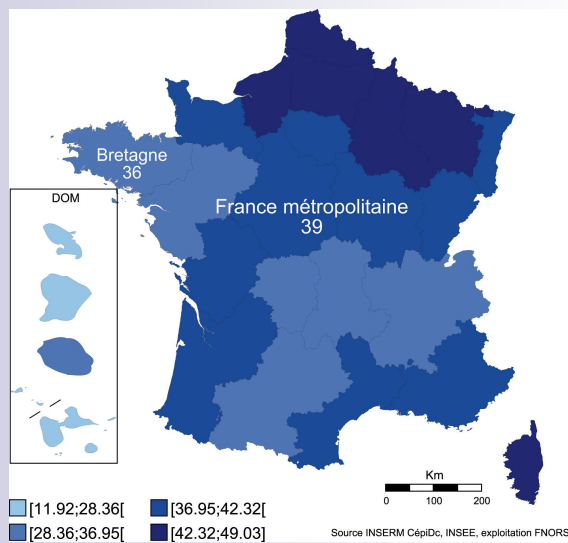 Bretagne
36
DOM
France métropolitaine
39
Km
0 100 200
[11.92;28.36[ [36.95;42.32[
[28.36;36.95[ [42.32;49.03)
Source INSERM CépiDc, INSEE, exploitation FNORS